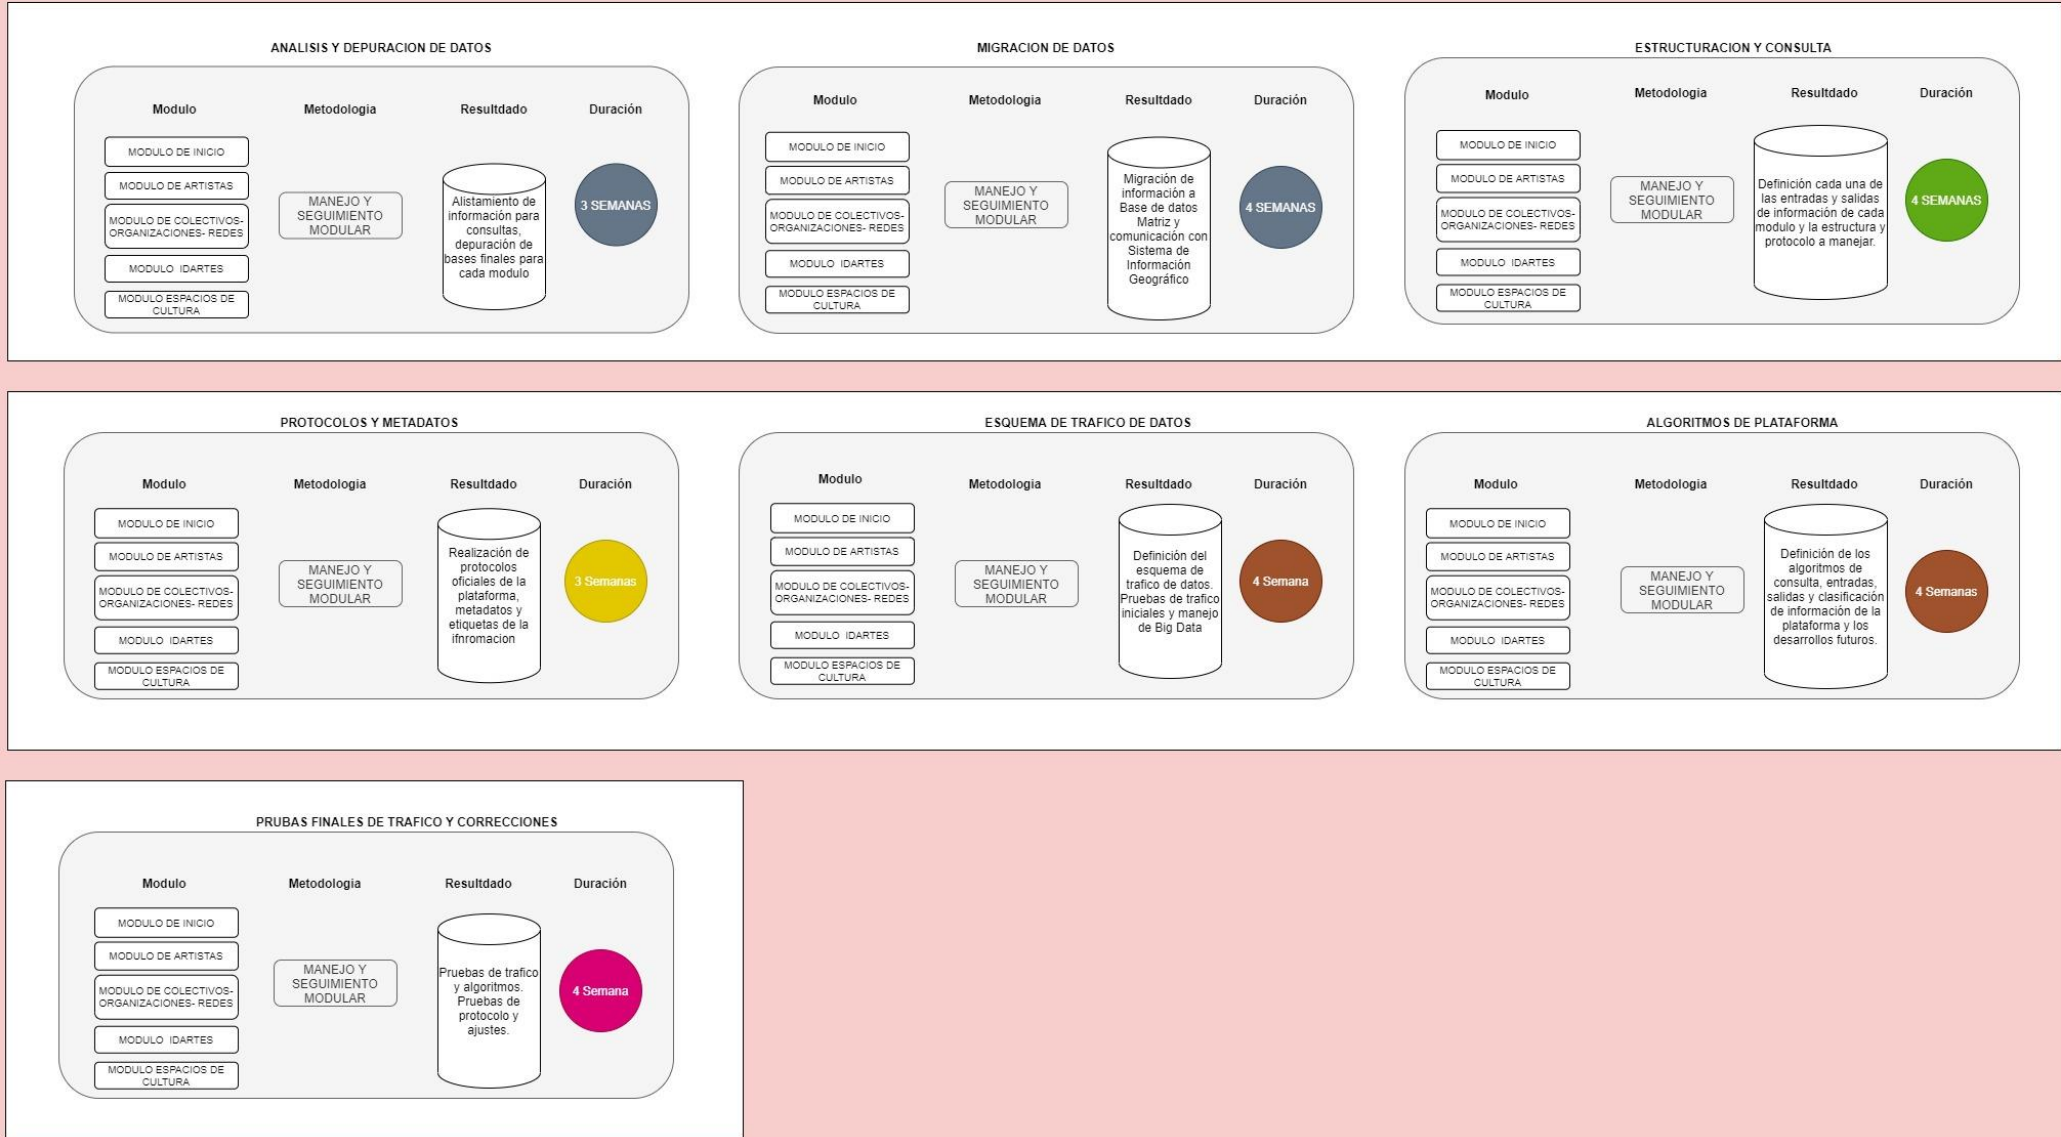 ANALISIS Y DEPURACION DE DATOS
Modulo
Metodologia
Resultdado
Duración
MODULO DE INICIO
MODULO DE ARTISTAS
MODULO DE COLECTIVOS-
ORGANIZACIONES- REDES
MODULO IDARTES
MODULO ESPACIOS DE
CULTURA
MANEJO Y
SEGUIMIENTO
MODULAR
Alistamiento de
información para
consultas,
depuración de
bases finales para
cada modulo
3 SEMANAS
MIGRACION DE DATOS
Modulo
Metodologia
Resultdado
Duración
MODULO DE INICIO
MODULO DE ARTISTAS
MODULO DE COLECTIVOS-
ORGANIZACIONES- REDES
MODULO IDARTES
MODULO ESPACIOS DE
CULTURA
MANEJO Y
SEGUIMIENTO
MODULAR
Migración de
información a
Base de datos
Matriz y
comunicación con
Sistema de
Información
Geográfico
4 SEMANAS
ESTRUCTURACION Y CONSULTA
Modulo
Metodologia
Resultdado
Duración
MODULO DE INICIO
MODULO DE ARTISTAS
MODULO DE COLECTIVOS-
ORGANIZACIONES- REDES
MODULO IDARTES
MODULO ESPACIOS DE
CULTURA
MANEJO Y
SEGUIMIENTO
MODULAR
Definición cada una de
las entradas y salidas
de información de cada
modulo y la estructura y
protocolo a manejar.
4 SEMANAS
PROTOCOLOS Y METADATOS
Modulo
Metodologia
Resultdado
Duración
MODULO DE INICIO
MODULO DE ARTISTAS
MODULO DE COLECTIVOS-
ORGANIZACIONES- REDES
MODULO IDARTES
MODULO ESPACIOS DE
CULTURA
MANEJO Y
SEGUIMIENTO
MODULAR
Realización de
protocolos
oficiales de la
plataforma,
metadatos y
etiquetas de la
ifnromacion
3 Semanas
ESQUEMA DE TRAFICO DE DATOS
Modulo
Metodologia
Resultdado
Duración
MODULO DE INICIO
MODULO DE ARTISTAS
MODULO DE COLECTIVOS-
ORGANIZACIONES- REDES
MODULO IDARTES
MODULO ESPACIOS DE
CULTURA
MANEJO Y
SEGUIMIENTO
MODULAR
Definición del
esquema de
trafico de datos.
Pruebas de trafico
iniciales y manejo
de Big Data
4 Semana
ALGORITMOS DE PLATAFORMA
Modulo
Metodologia
Resultdado
Duración
MODULO DE INICIO
MODULO DE ARTISTAS
MODULO DE COLECTIVOS-
ORGANIZACIONES- REDES
MODULO IDARTES
MODULO ESPACIOS DE
CULTURA
MANEJO Y
SEGUIMIENTO
MODULAR
Definición de los
algoritmos de
consulta, entradas,
salidas y clasificación
de información de la
plataforma y los
desarrollos futuros.
4 Semanas
PRUBAS FINALES DE TRAFICO Y CORRECCIONES
Modulo
Metodologia
Resultdado
Duración
MODULO DE INICIO
MODULO DE ARTISTAS
MODULO DE COLECTIVOS-
ORGANIZACIONES- REDES
MODULO IDARTES
MODULO ESPACIOS DE
CULTURA
MANEJO Y
SEGUIMIENTO
MODULAR
Pruebas de trafico
y algoritmos.
Pruebas de
protocolo y
ajustes.
4 Semana